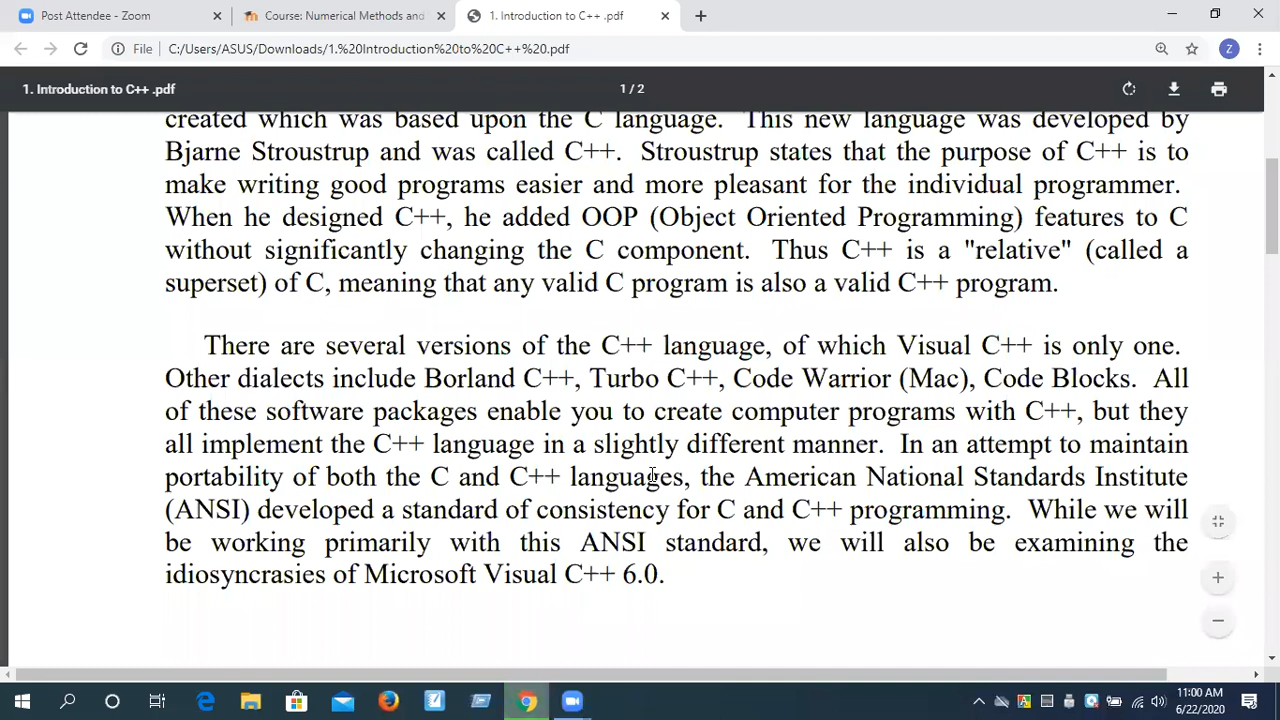 Post Attendee - Zoom
Course: Numerical Methods and
1. Introduction to C++ .pdf
File
C:/Users/ASUS/Downloads/1.%20Introduction%20to%20C++%20.pdf
Z
1. Introduction to C++ .pdf
1 / 2
created which was based upon the C language. This new language was developed by
Bjarne Stroustrup and was called C++. Stroustrup states that the purpose of C++ is to
make writing good programs easier and more pleasant for the individual programmer.
When he designed C++, he added OOP (Object Oriented Programming) features to C
without significantly changing the C component. Thus C++ is a "relative" (called a
superset) of C, meaning that any valid C program is also a valid C++ program.
There are several versions of the C++ language, of which Visual C++ is only one.
Other dialects include Borland C++, Turbo C++, Code Warrior (Mac), Code Blocks. All
of these software packages enable you to create computer programs with C++, but they
all implement the C++ language in a slightly different manner. In an attempt to maintain
portability of both the C and C++ languages, the American National Standards Institute
(ANSI) developed a standard of consistency for C and C++ programming. While we will
be working primarily with this ANSI standard, we will also be examining the
idiosyncrasies of Microsoft Visual C++ 6.0.
11:00 AM
6/22/2020